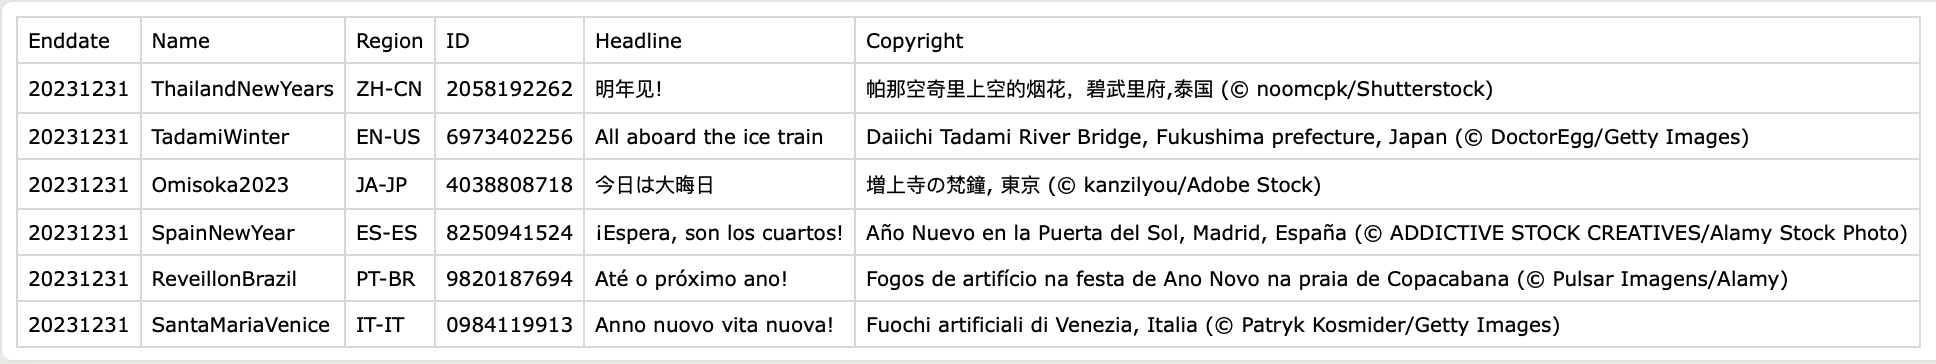 Enddate Name Region ID Headline Copyright
20231231 ThailandNewYears ZH-CN 2058192262 明年见! 帕那空奇里上空的烟花，碧武里府,泰国 (© noomcpk/Shutterstock)
20231231 TadamiWinter EN-US 6973402256 All aboard the ice train Daiichi Tadami River Bridge, Fukushima prefecture, Japan (© DoctorEgg/Getty Images)
20231231 Omisoka2023 JA-JP 4038808718 今日は大晦日 増上寺の梵鐘, 東京 (© kanzilyou/Adobe Stock)
20231231 SpainNewYear ES-ES 8250941524 ¡Espera, son los cuartos! Año Nuevo en la Puerta del Sol, Madrid, España (© ADDICTIVE STOCK CREATIVES/Alamy Stock Photo)
20231231 ReveillonBrazil PT-BR 9820187694 Até o próximo ano! Fogos de artifício na festa de Ano Novo na praia de Copacabana (© Pulsar Imagens/Alamy)
20231231 SantaMariaVenice IT-IT 0984119913 Anno nuovo vita nuova! Fuochi artificiali di Venezia, Italia (© Patryk Kosmider/Getty Images)